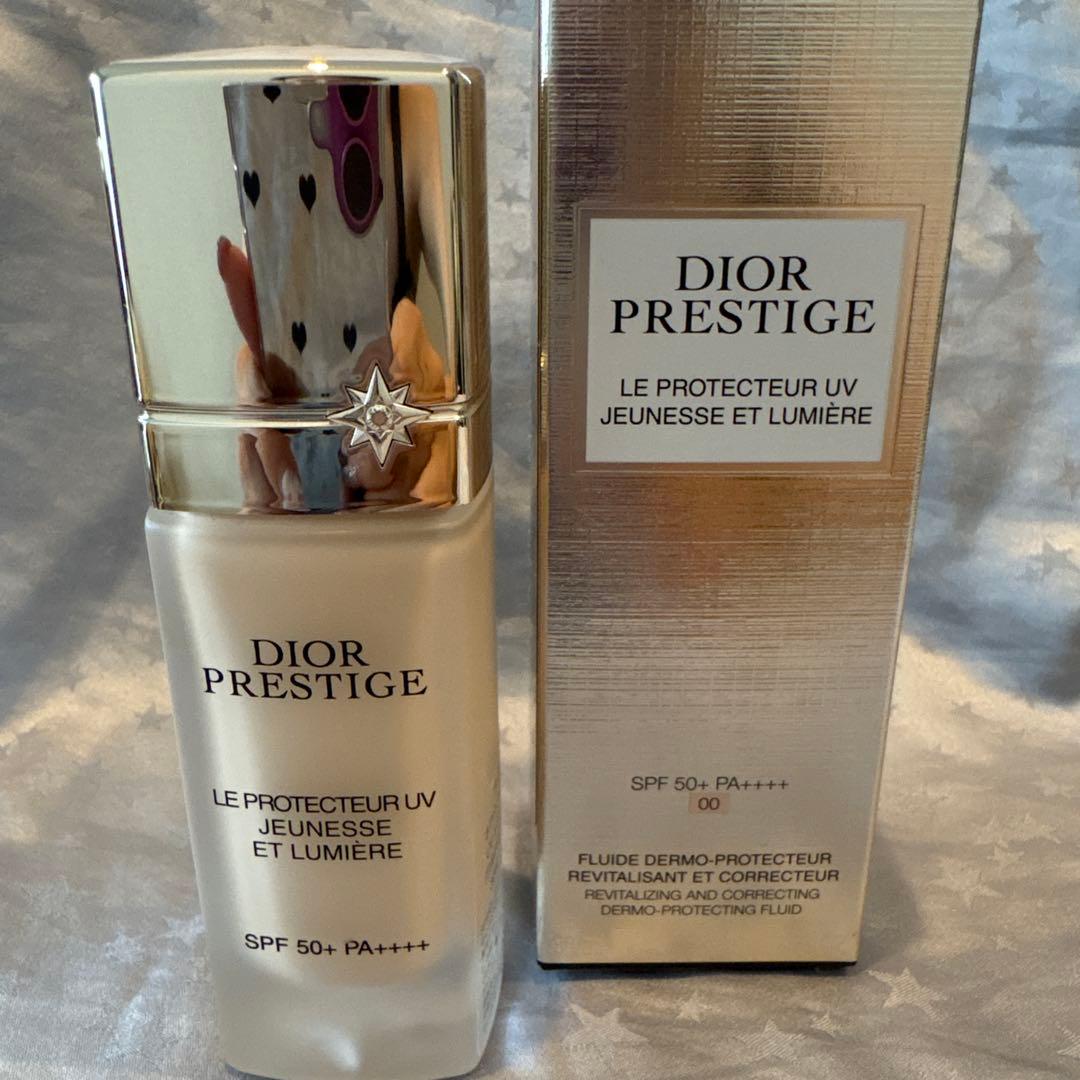 DIOR
PRESTIGE
LE PROTECTEUR UV
JEUNESSE
ET LUMIÈRE
SPF 50+ PA++++
DIOR
PRESTIGE
LE PROTECTEUR UV
JEUNESSE ET LUMIÈRE
SPF 50+ PA++++
00
FLUIDE DERMO-PROTECTEUR
REVITALISANT ET CORRECTEUR
REVITALIZING AND CORRECTING
DERMO-PROTECTING FLUID